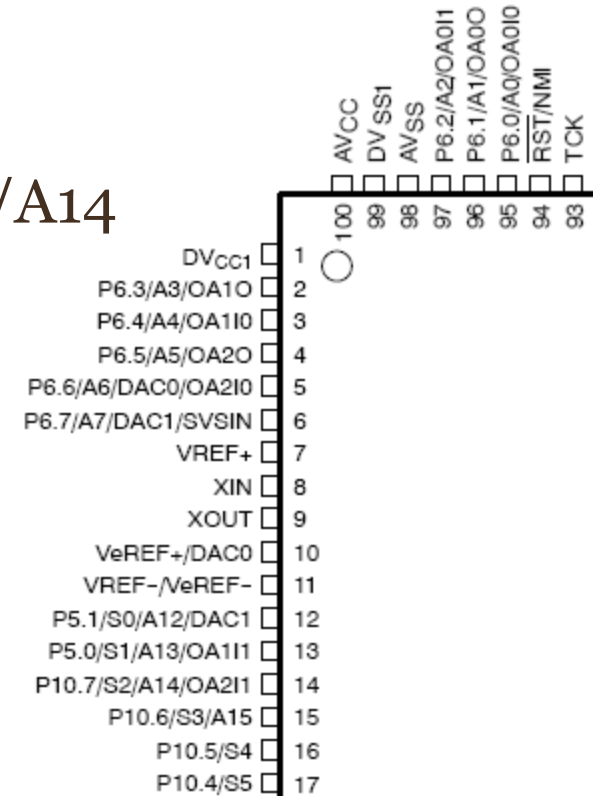 AVCC
DVSS1
AVSS
P6.2/A2/OA0I1
P6.1/A1/OA0O
P6.0/A0/OA0I0
RST/NMI
TCK
/A14
100
99
98
97
96
95
94
93
DVCC1 1
P6.3/A3/OA1O 2
P6.4/A4/OA1I0 3
P6.5/A5/OA2O 4
P6.6/A6/DAC0/OA2I0 5
P6.7/A7/DAC1/SVSIN 6
VREF+ 7
XIN 8
XOUT 9
VeREF+/DAC0 10
VREF−/VeREF− 11
P5.1/S0/A12/DAC1 12
P5.0/S1/A13/OA1I1 13
P10.7/S2/A14/OA2I1 14
P10.6/S3/A15 15
P10.5/S4 16
P10.4/S5 17